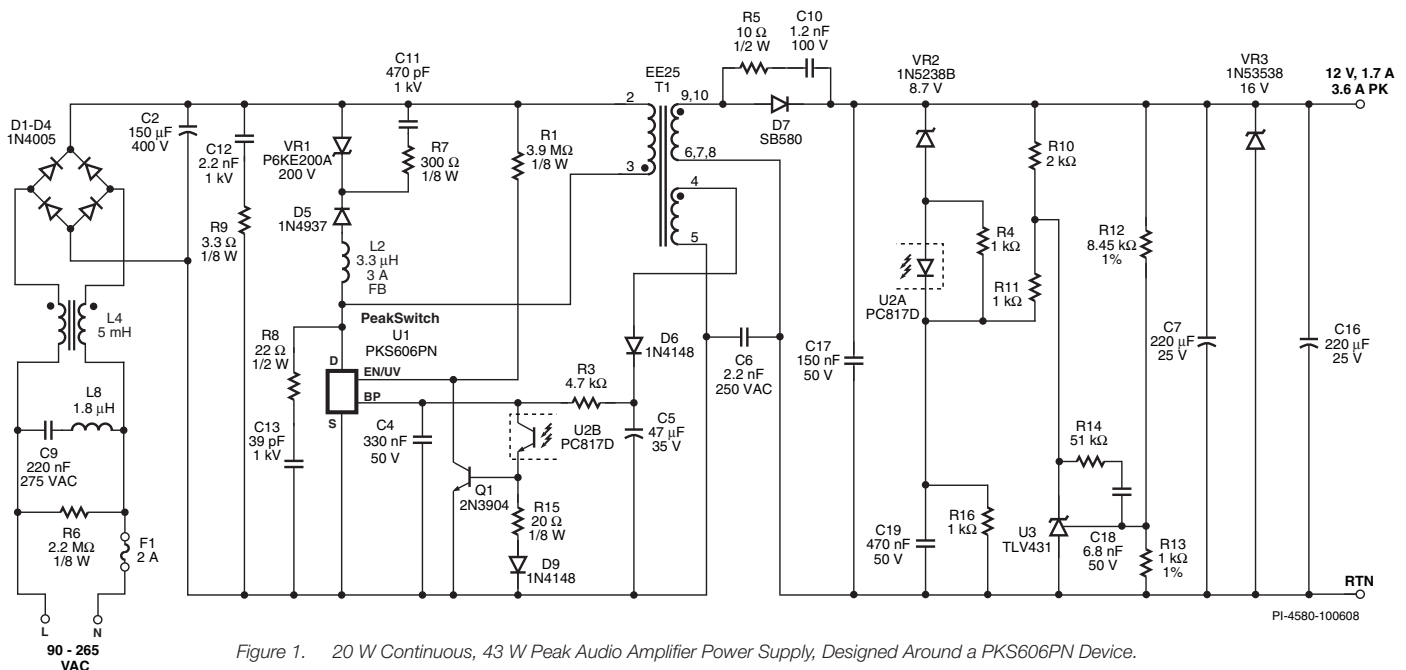 D1-D4
1N4005
C2
150 µF
400 V
C12
2.2 nF
1 kV
R9
3.3 Ω
1/8 W
VR1
P6KE200A
200 V
C11
470 pF
1 kV
R7
300 Ω
1/8 W
D5
1N4937
L2
3.3 µH
3 A
FB
R1
3.9 MΩ
1/8 W
EE25
T1
2
3
9,10
6,7,8
4
5
R5
10 Ω
1/2 W
C10
1.2 nF
100 V
D7
SB580
VR2
1N5238B
8.7 V
VR3
1N53538
16 V
12 V, 1.7 A
3.6 A PK
R10
2 kΩ
R4
1 kΩ
R11
1 kΩ
U2A
PC817D
R12
8.45 kΩ
1%
L4
5 mH
R8
22 Ω
1/2 W
PeakSwitch
U1
PKS606PN
D
EN/UV
BP
S
D6
1N4148
R3
4.7 kΩ
C6
2.2 nF
250 VAC
C17
150 nF
50 V
C7
220 µF
25 V
C16
220 µF
25 V
L8
1.8 µH
C9
220 nF
275 VAC
C13
39 pF
1 kV
C4
330 nF
50 V
U2B
PC817D
C5
47 µF
35 V
Q1
2N3904
R15
20 Ω
1/8 W
D9
1N4148
R14
51 kΩ
C19
470 nF
50 V
R16
1 kΩ
U3
TLV431
C18
6.8 nF
50 V
R13
1 kΩ
1%
R6
2.2 MΩ
1/8 W
F1
2 A
RTN
L
N
90 - 265
VAC
PI-4580-100608
Figure 1. 20 W Continuous, 43 W Peak Audio Amplifier Power Supply, Designed Around a PKS606PN Device.